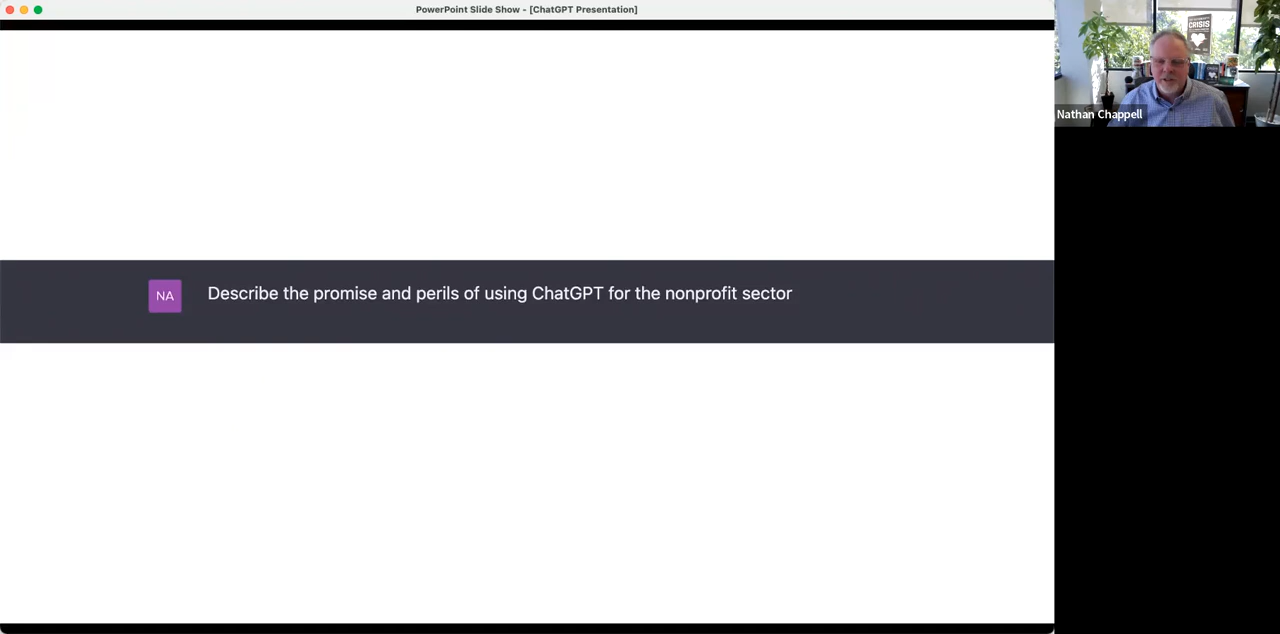 PowerPoint Slide Show - [ChatGPT Presentation]
CRISIS
Nathan Chappell
NA
Describe the promise and perils of using ChatGPT for the nonprofit sector